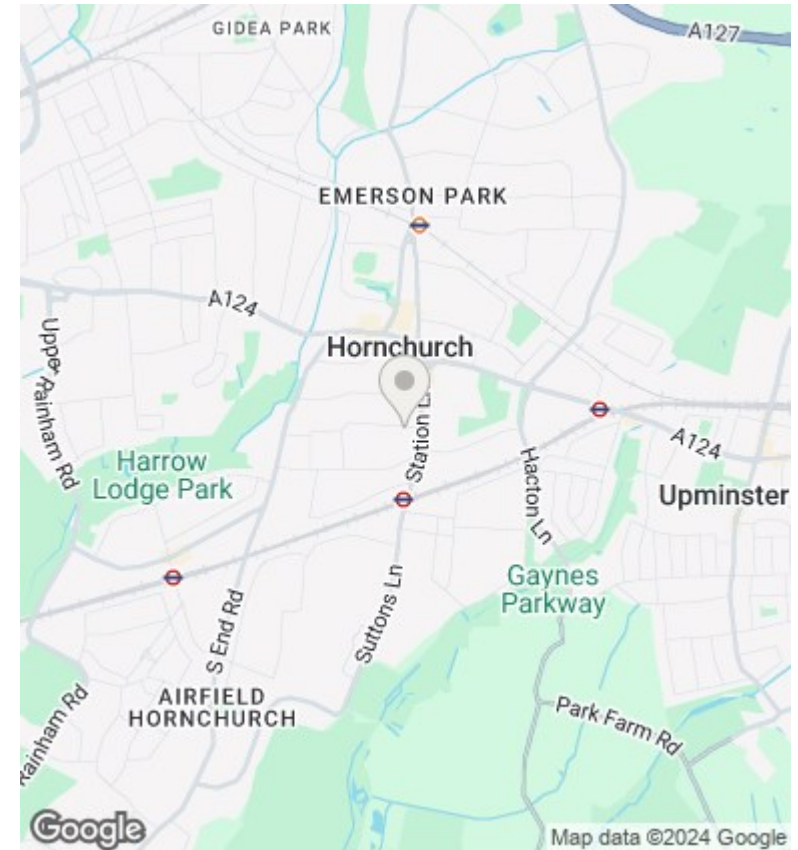 GIDEA PARK
A127
EMERSON PARK
A124
Hornchurch
Upper Rainham Rd
Station L
Harrow
Lodge Park
A124
Hacton Ln
Upminster
Gaynes
Parkway
Suttons Ln
S End Rd
AIRFIELD
HORNCHURCH
Park Farm Rd
Rainham Rd
Google
Map data ©2024 Google